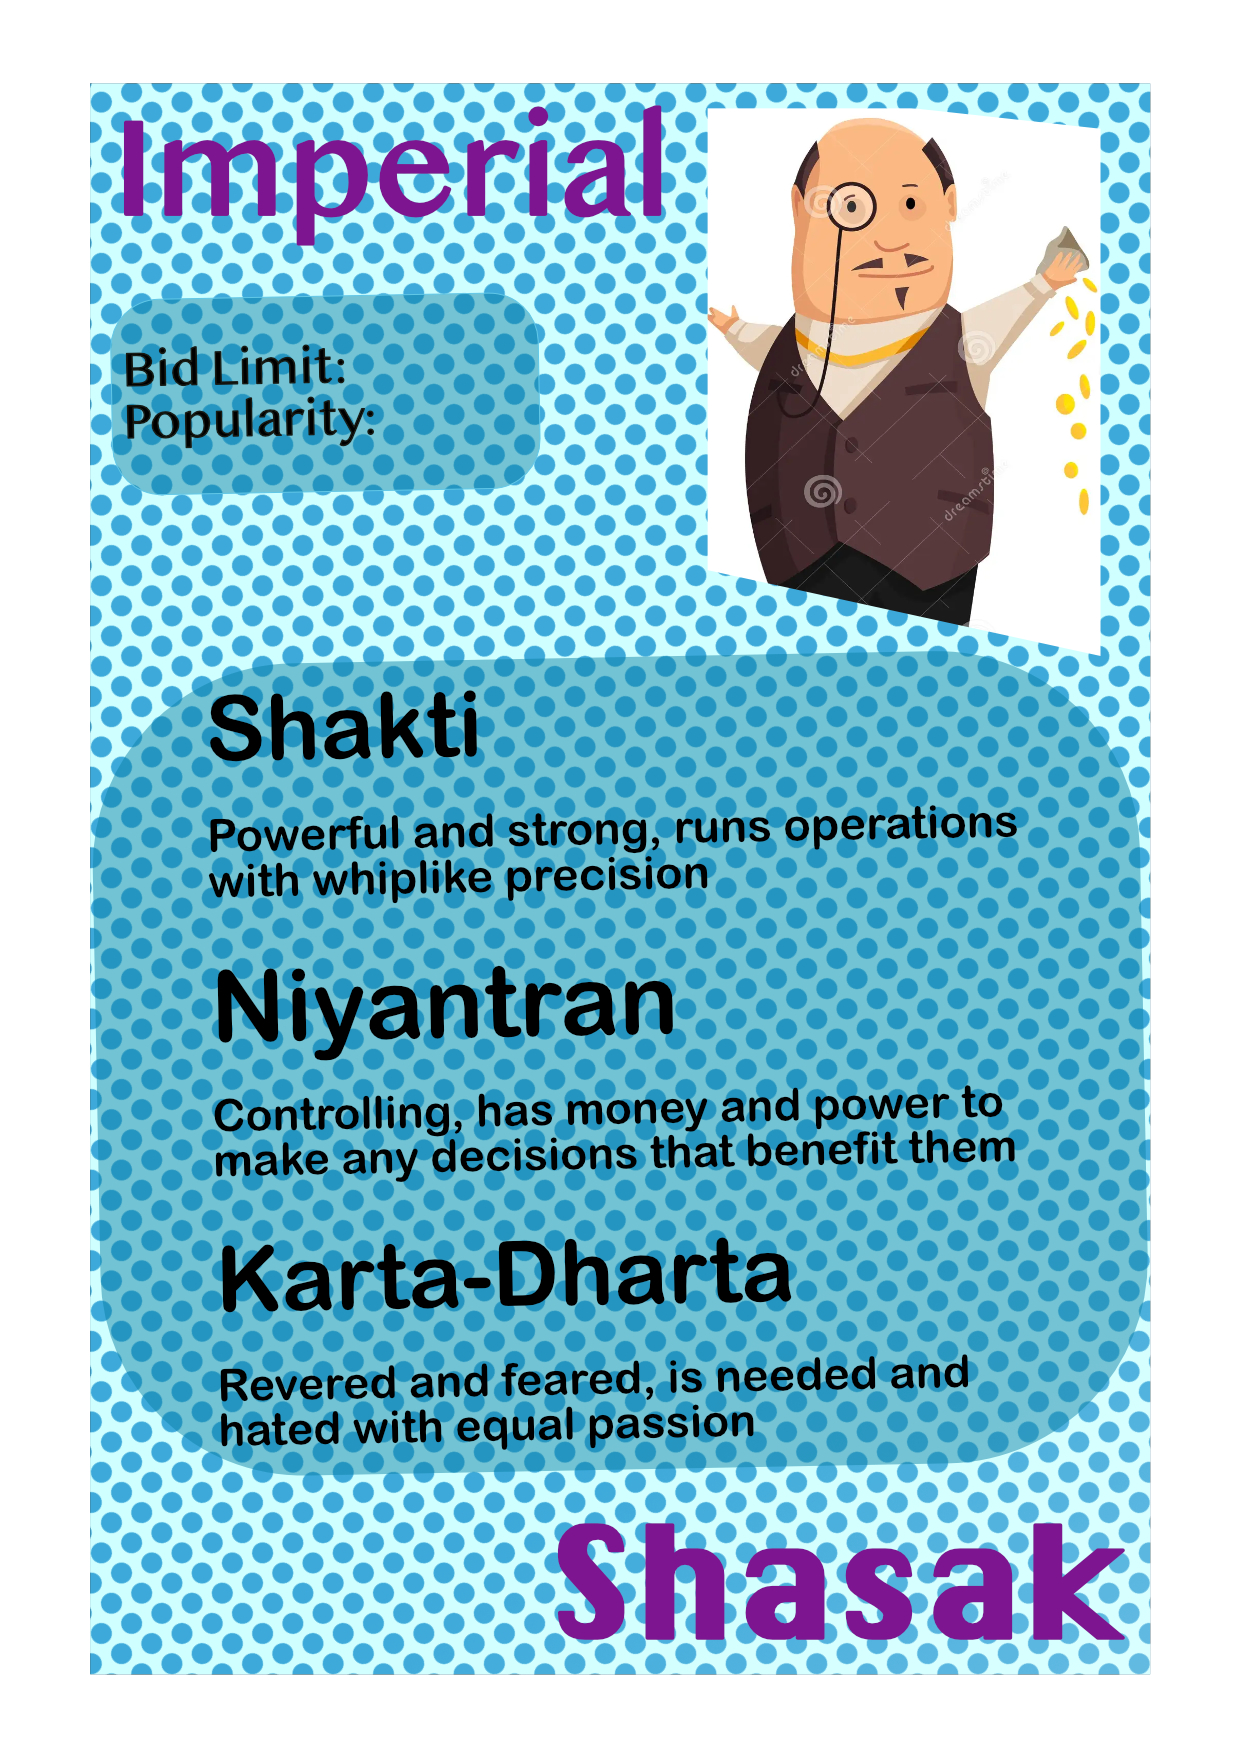 Imperial
Bid Limit:
Popularity:
dreamstime
Shakti
Powerful and strong, runs operations
with whiplike precision
Niyantran
Controlling, has money and power to
make any decisions that benefit them
Karta-Dharta
Revered and feared, is needed and
hated with equal passion
Shasak